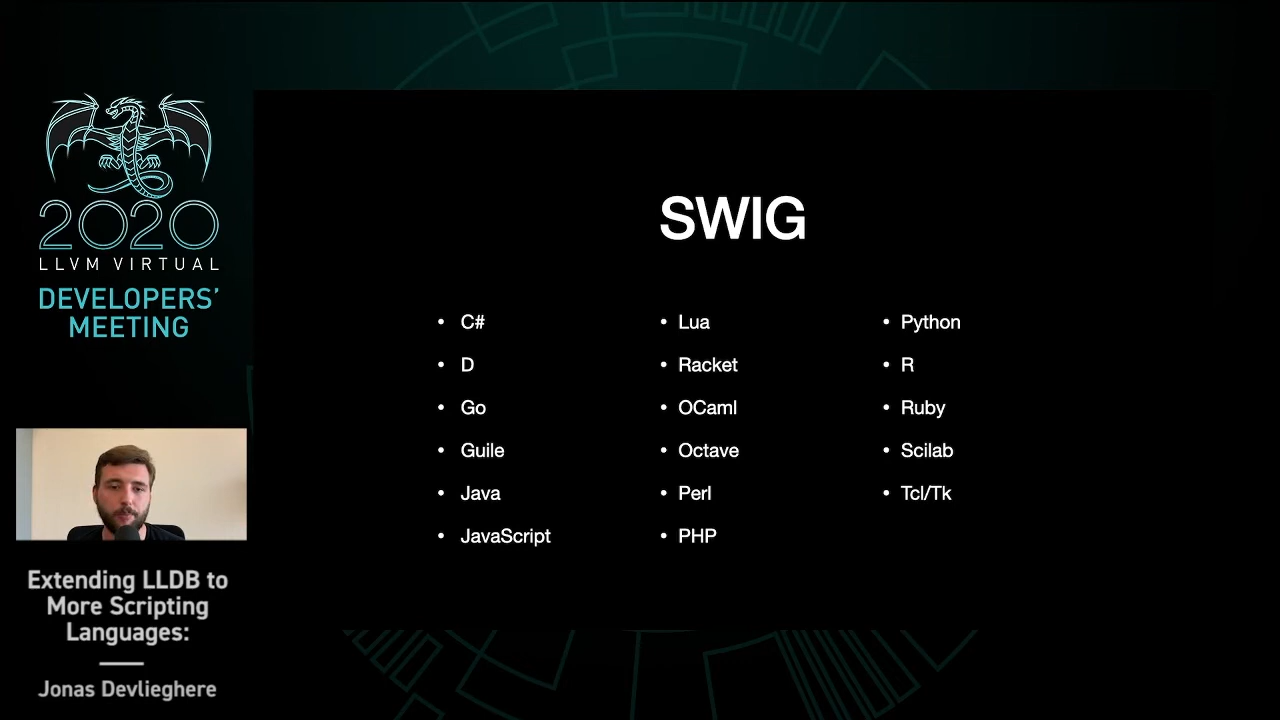 2020
LLVM VIRTUAL
DEVELOPERS’
MEETING
Extending LLDB to
More Scripting
Languages:
Jonas Devlieghere
SWIG
• C#
• D
• Go
• Guile
• Java
• JavaScript
• Lua
• Racket
• OCaml
• Octave
• Perl
• PHP
• Python
• R
• Ruby
• Scilab
• Tcl/Tk